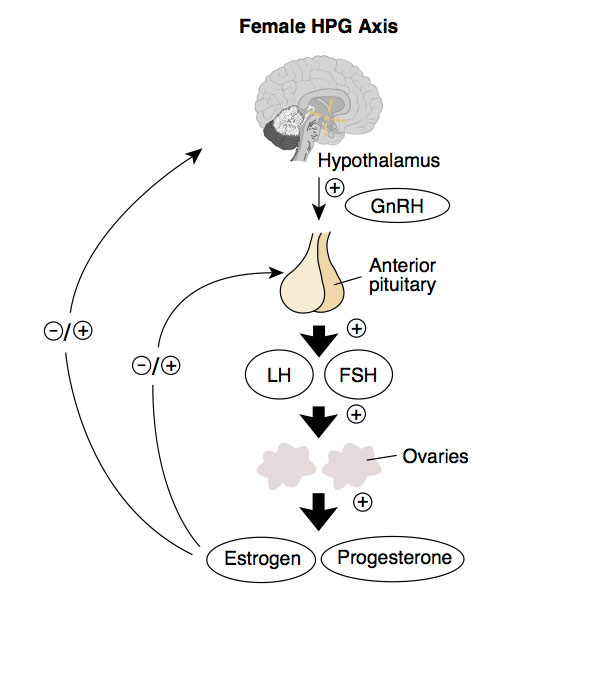 Female HPG Axis
Hypothalamus
+
GnRH
Anterior
pituitary
−/+
+
−/+
LH
FSH
+
Ovaries
+
Estrogen
Progesterone